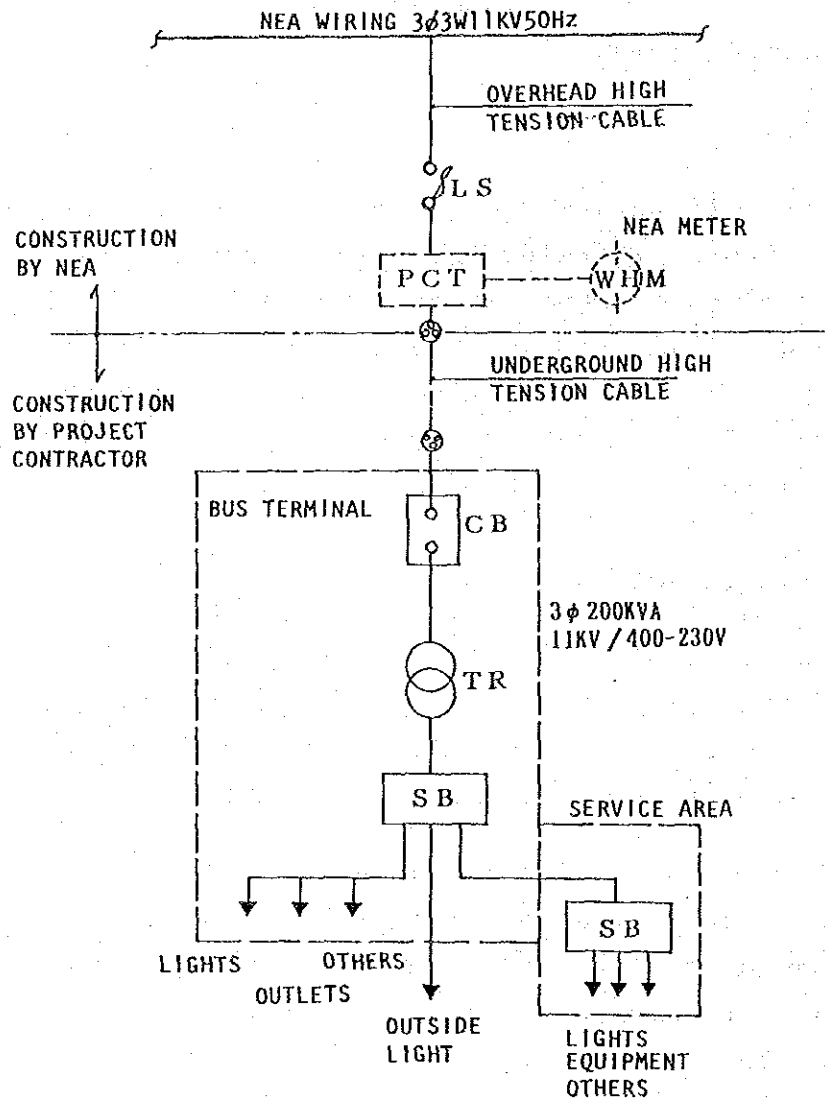 NEA WIRING 3φ3W11KV50Hz
OVERHEAD HIGH
TENSION CABLE
LS
NEA METER
CONSTRUCTION
BY NEA
PCT
WHM
UNDERGROUND HIGH
TENSION CABLE
CONSTRUCTION
BY PROJECT
CONTRACTOR
BUS TERMINAL
CB
3φ 200KVA
11KV/400-230V
TR
SB
SERVICE AREA
SB
LIGHTS
OTHERS
OUTLETS
OUTSIDE
LIGHT
LIGHTS
EQUIPMENT
OTHERS